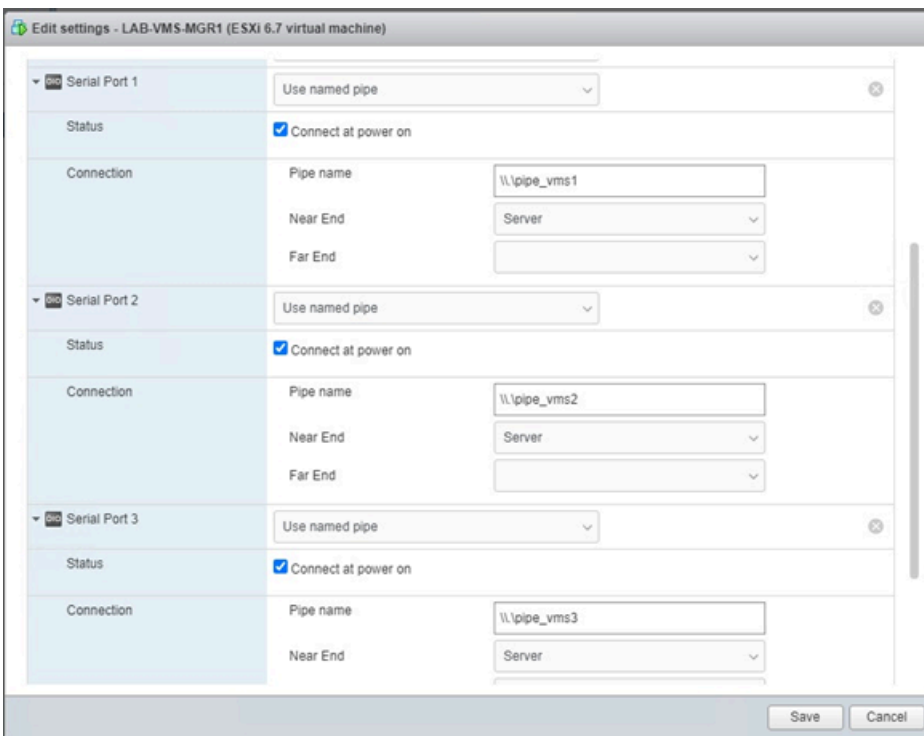 Edit settings - LAB-VMS-MGR1 (ESXi 6.7 virtual machine)
Serial Port 1
Use named pipe
Status
Connect at power on
Connection
Pipe name
\\.\pipe_vms1
Near End
Server
Far End
Serial Port 2
Use named pipe
Status
Connect at power on
Connection
Pipe name
\\.\pipe_vms2
Near End
Server
Far End
Serial Port 3
Use named pipe
Status
Connect at power on
Connection
Pipe name
\\.\pipe_vms3
Near End
Server
Save
Cancel